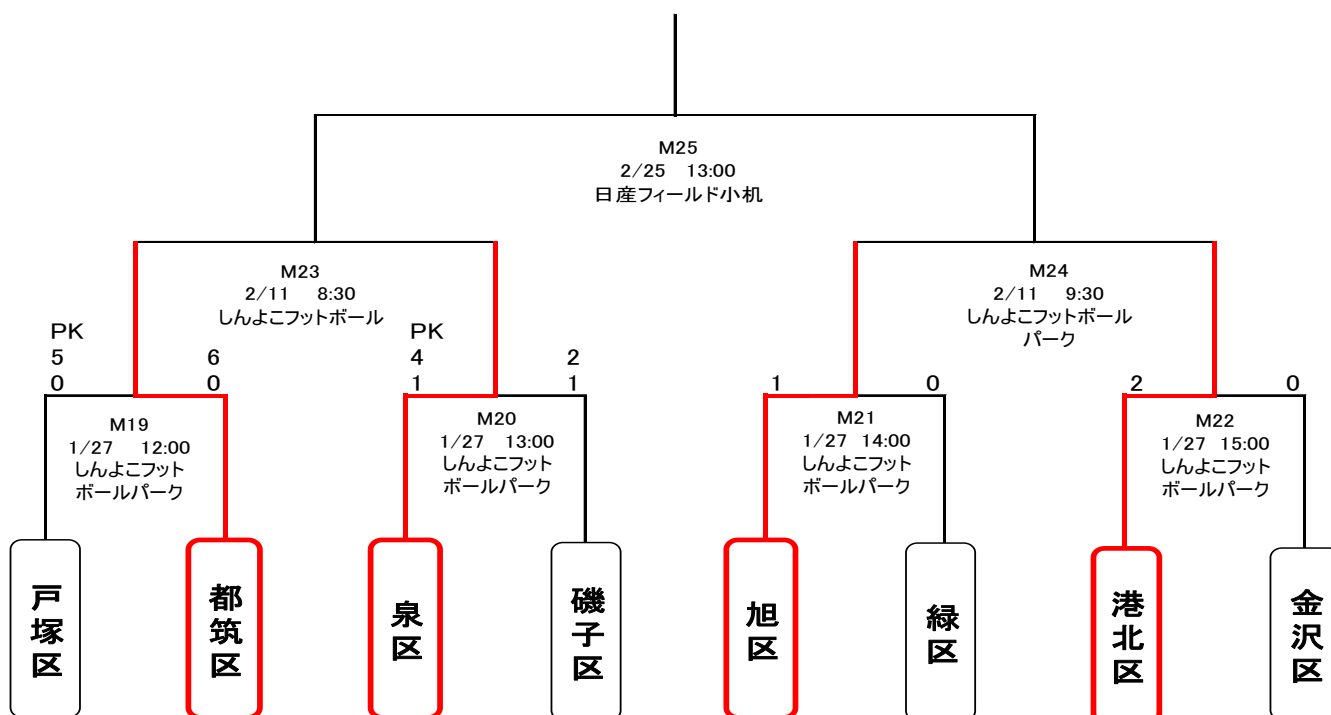 M25
2/25 13:00
日産フィールド小机
M23
2/11 8:30
しんよこフットボール
M24
2/11 9:30
しんよこフットボール
パーク
PK
5 6
0 0
PK
4 2
1 1
1 0
2 0
M19
1/27 12:00
しんよこフット
ボールパーク
M20
1/27 13:00
しんよこフット
ボールパーク
M21
1/27 14:00
しんよこフット
ボールパーク
M22
1/27 15:00
しんよこフット
ボールパーク
戸塚区
都筑区
泉区
磯子区
旭区
緑区
港北区
金沢区